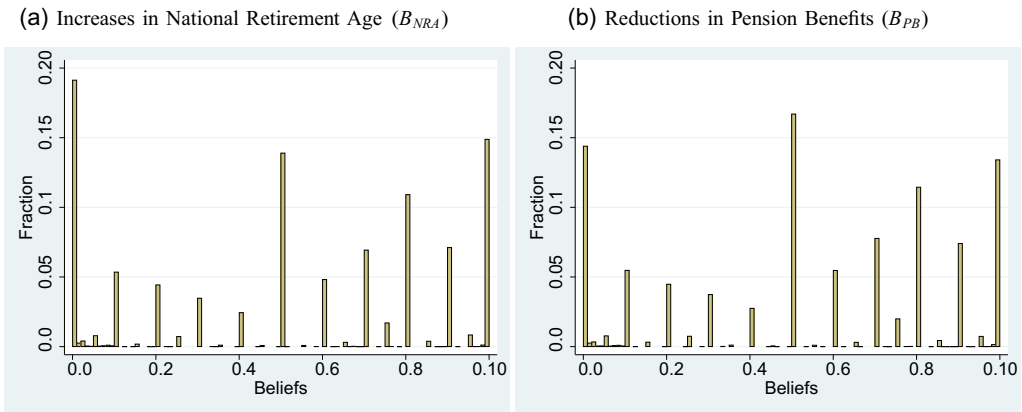 (a) Increases in National Retirement Age (B_NRA)
0.20
0.15
0.1
0.05
0.0
Fraction
0.0 0.2 0.4 0.6 0.8 0.10
Beliefs
(b) Reductions in Pension Benefits (B_PB)
0.20
0.15
0.1
0.05
0.0
Fraction
0.0 0.2 0.4 0.6 0.8 0.10
Beliefs